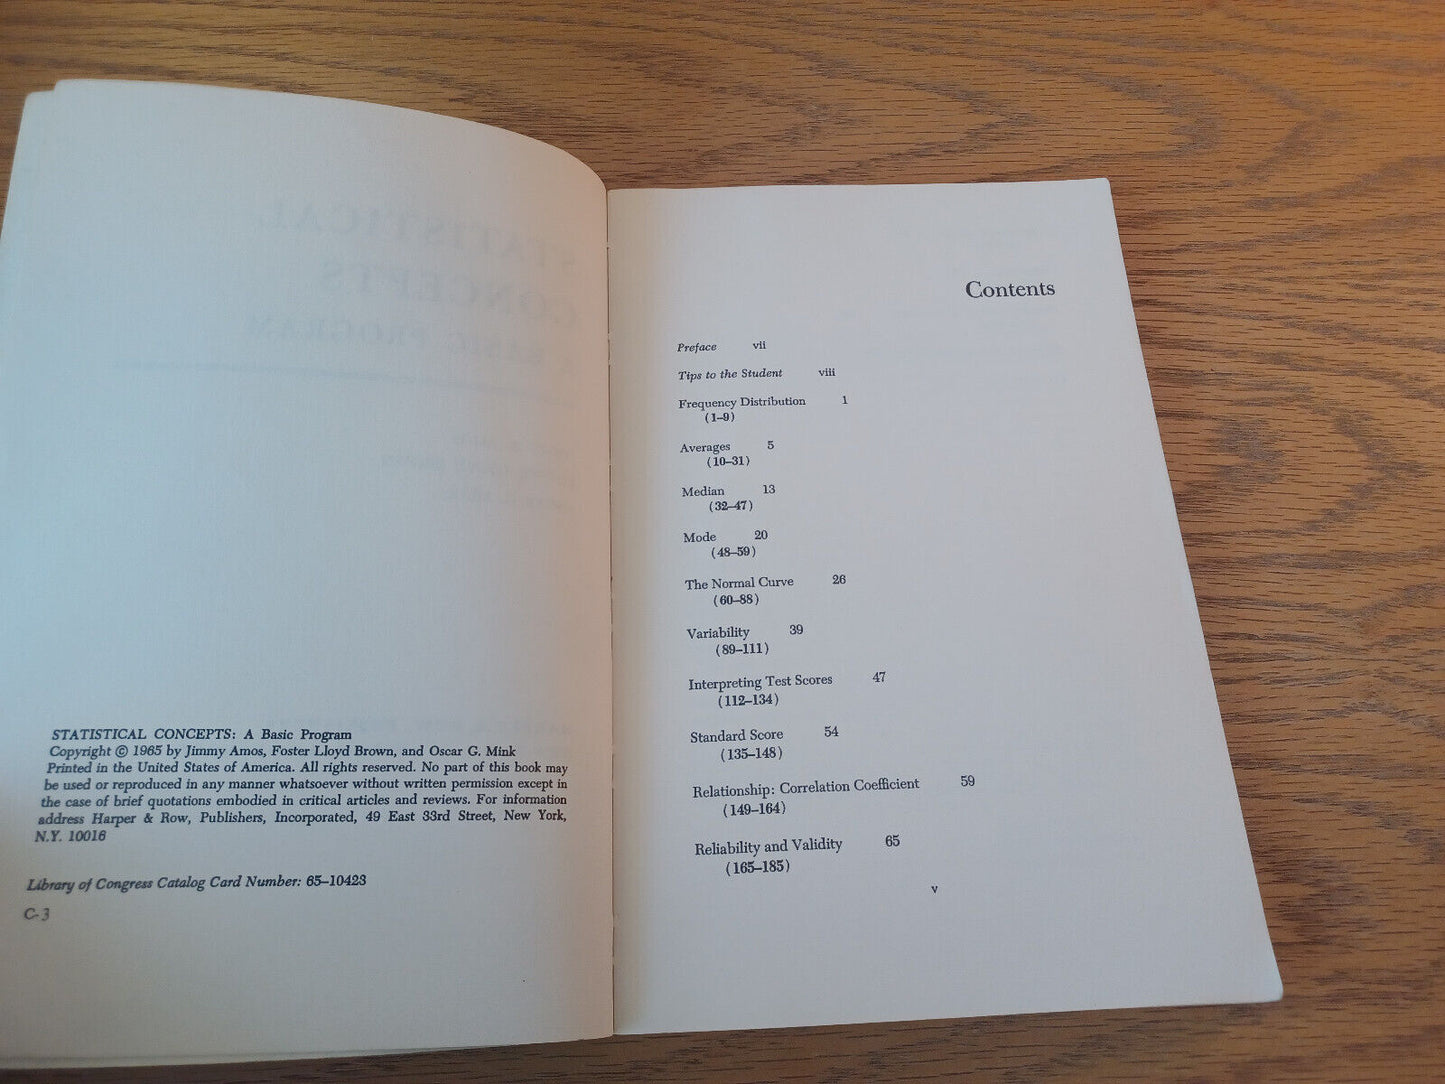 STATISTICAL CONCEPTS: A Basic Program
Copyright © 1965 by Jimmy Amos, Foster Lloyd Brown, and Oscar G. Mink
Printed in the United States of America. All rights reserved. No part of this book may
be used or reproduced in any manner whatsoever without written permission except in
the case of brief quotations embodied in critical articles and reviews. For information
address Harper & Row, Publishers, Incorporated, 49 East 33rd Street, New York,
N.Y. 10016
Library of Congress Catalog Card Number: 65–10423
C-3
Contents
Preface vii
Tips to the Student viii
Frequency Distribution 1
(1–9)
Averages 5
(10–31)
Median 13
(32–47)
Mode 20
(48–59)
The Normal Curve 26
(60–88)
Variability 39
(89–111)
Interpreting Test Scores 47
(112–134)
Standard Score 54
(135–148)
Relationship: Correlation Coefficient 59
(149–164)
Reliability and Validity 65
(165–185)
v